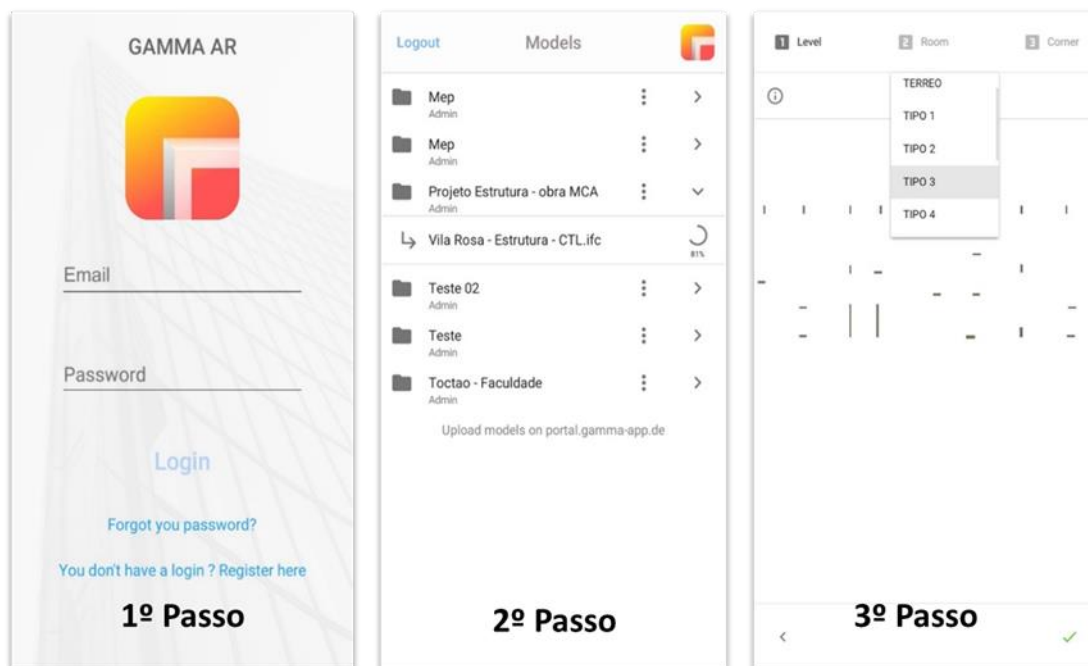 GAMMA AR
Email
Password
Login
Forgot you password?
You don't have a login ? Register here
1º Passo
Logout
Models
Mep
Admin
Mep
Admin
Projeto Estrutura - obra MCA
Admin
Vila Rosa - Estrutura - CTL.ifc
81%
Teste 02
Admin
Teste
Admin
Toctao - Faculdade
Admin
Upload models on portal.gamma-app.de
2º Passo
1 Level
2 Room
3 Corner
TERREO
TIPO 1
TIPO 2
TIPO 3
TIPO 4
3º Passo